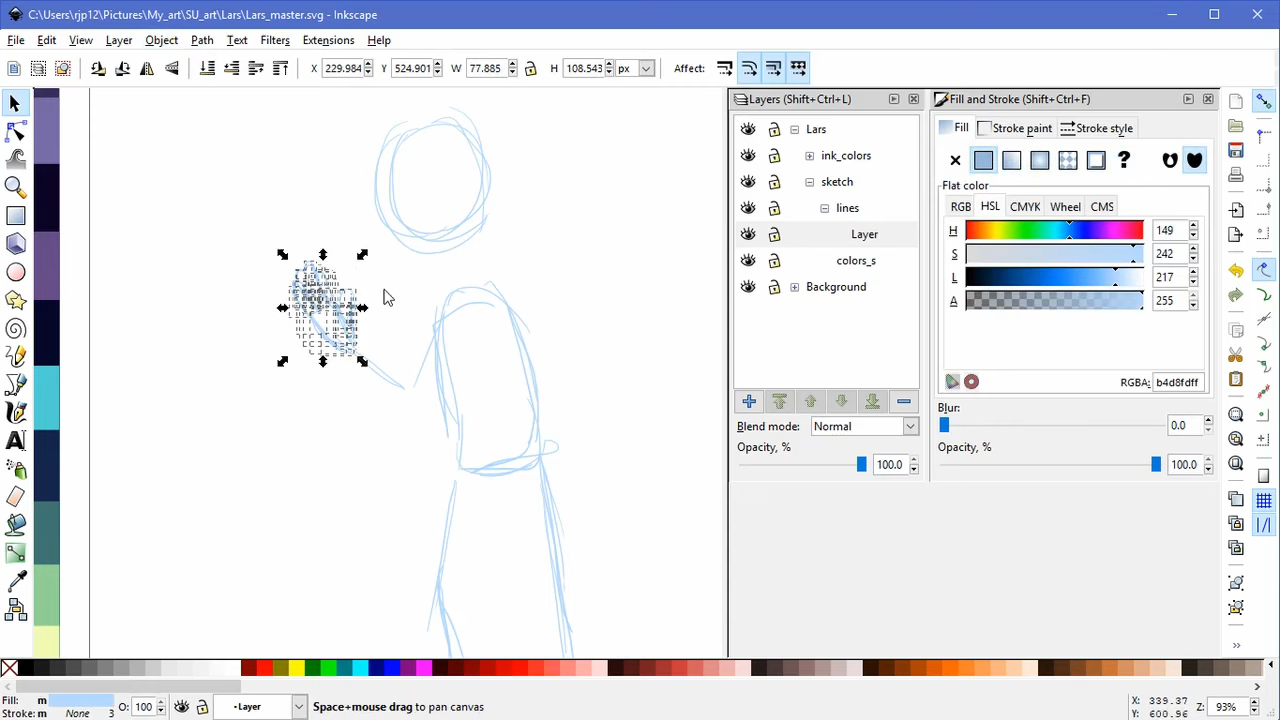 C:\Users\rjp12\Pictures\My_art\SU_art\Lars\Lars_master.svg - Inkscape
File Edit View Layer Object Path Filters Text Extensions Help
X 229.984 Y 524.901 W 77.885 H 108.543 px Affect:
Layers (Shift+Ctrl+L)
Lars
ink_colors
sketch
lines
Layer
colors_s
Background
Blend mode: Normal
Opacity, % 100.0
Fill and Stroke (Shift+Ctrl+F)
Fill Stroke paint Stroke style
Flat color
RGB HSL CMYK Wheel CMS
H 149
S 242
L 217
A 255
RGBA: b4d8fdff
Blur:
0.0
Opacity, %
100.0
Fill: m O: 100 -Layer Space+mouse drag to pan canvas X: 339.37 Z: 93%
Stroke: m None 3 Y: 600.96